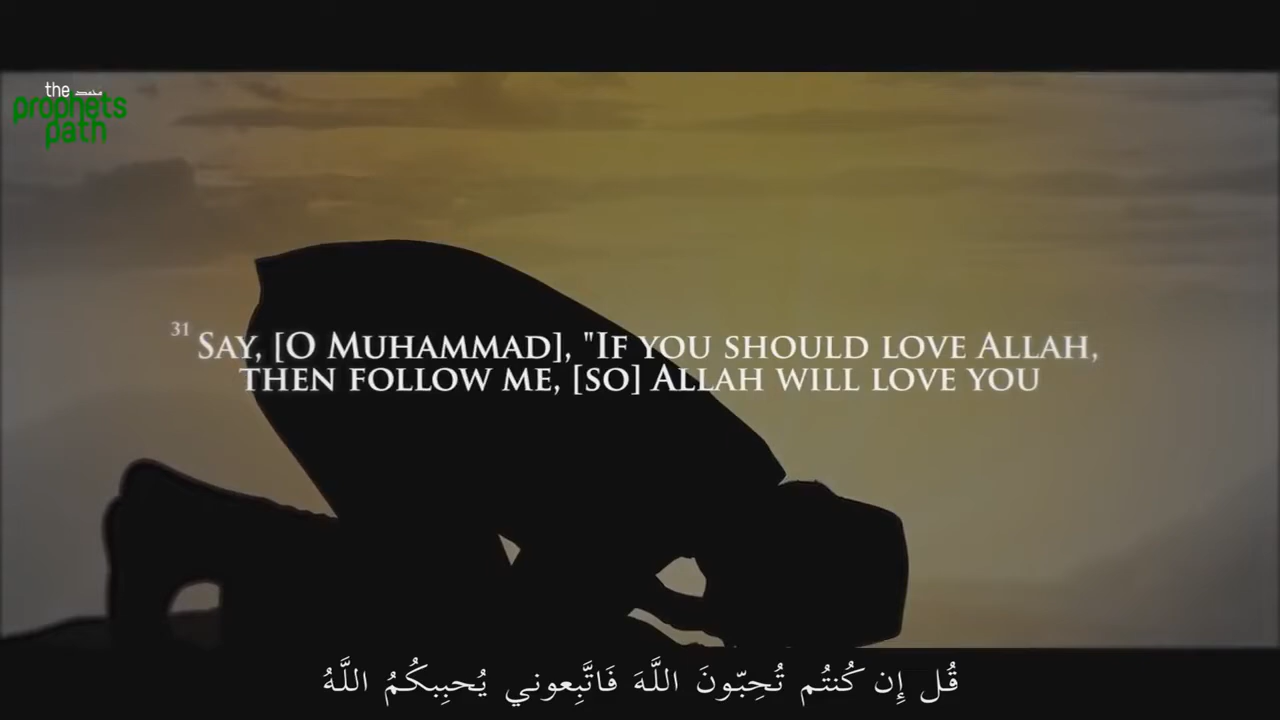 the محمد
prophets
path
31 SAY, [O MUHAMMAD], "IF YOU SHOULD LOVE ALLAH,
THEN FOLLOW ME, [SO] ALLAH WILL LOVE YOU
قُل إِن كُنتُم تُحِبّونَ اللَّهَ فَاتَّبِعوني يُحبِبكُمُ اللَّهُ